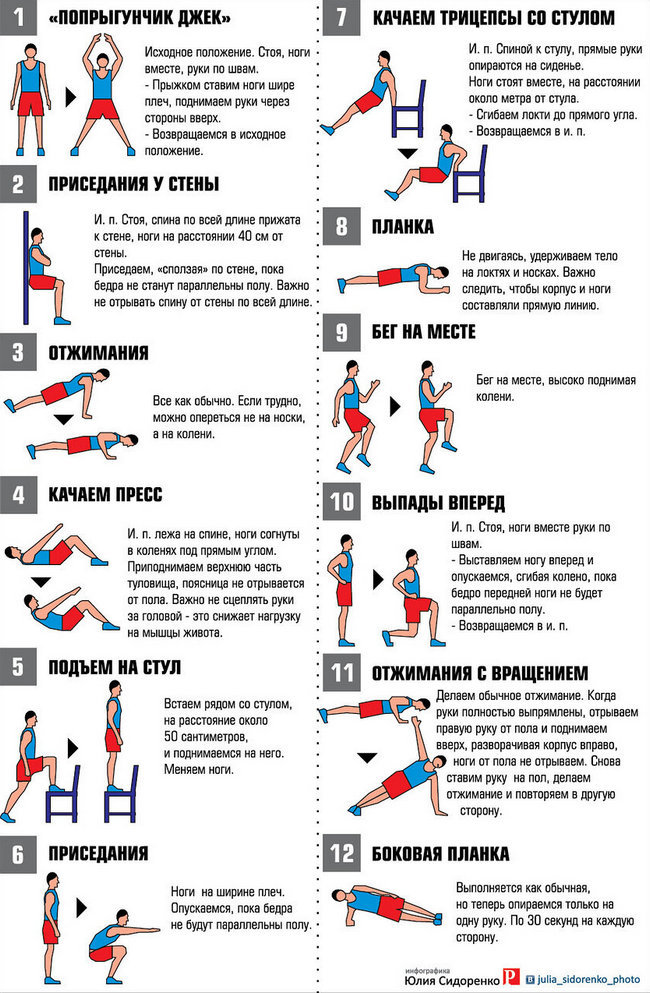 1 «ПОПРЫГУНЧИК ДЖЕК»
Исходное положение. Стоя, ноги
вместе, руки по швам.
- Прыжком ставим ноги шире
плеч, поднимаем руки через
стороны вверх.
- Возвращаемся в исходное
положение.
2 ПРИСЕДАНИЯ У СТЕНЫ
И. п. Стоя, спина по всей длине прижата
к стене, ноги на расстоянии 40 см от
стены.
Приседаем, «сползая» по стене, пока
бедра не станут параллельны полу. Важно
не отрывать спину от стены по всей длине.
3 ОТЖИМАНИЯ
Все как обычно. Если трудно,
можно опереться не на носки,
а на колени.
4 КАЧАЕМ ПРЕСС
И. п. лежа на спине, ноги согнуты
в коленях под прямым углом.
Приподнимаем верхнюю часть
туловища, поясница не отрывается
от пола. Важно не сцеплять руки
за головой - это снижает нагрузку
на мышцы живота.
5 ПОДЪЕМ НА СТУЛ
Встаем рядом со стулом,
на расстояние около
50 сантиметров,
и поднимаемся на него.
Меняем ноги.
6 ПРИСЕДАНИЯ
Ноги на ширине плеч.
Опускаемся, пока бедра
не будут параллельны полу.
7 КАЧАЕМ ТРИЦЕПСЫ СО СТУЛОМ
И. п. Спиной к стулу, прямые руки
опираются на сиденье.
Ноги стоят вместе, на расстоянии
около метра от стула.
- Сгибаем локти до прямого угла.
- Возвращаемся в и. п.
8 ПЛАНКА
Не двигаясь, удерживаем тело
на локтях и носках. Важно
следить, чтобы корпус и ноги
составляли прямую линию.
9 БЕГ НА МЕСТЕ
Бег на месте, высоко поднимая
колени.
10 ВЫПАДЫ ВПЕРЕД
И. п. Стоя, ноги вместе руки по
швам.
- Выставляем ногу вперед и
опускаемся, сгибая колено, пока
бедро передней ноги не будет
параллельно полу.
- Возвращаемся в и. п.
11 ОТЖИМАНИЯ С ВРАЩЕНИЕМ
Делаем обычное отжимание. Когда
руки полностью выпрямлены, отрываем
правую руку от пола и поднимаем
вверх, разворачивая корпус вправо,
ноги от пола не отрываем. Снова
ставим руку на пол, делаем
отжимание и повторяем в другую
сторону.
12 БОКОВАЯ ПЛАНКА
Выполняется как обычная,
но теперь опираемся только на
одну руку. По 30 секунд на каждую
сторону.
инфографика
Юлия Сидоренко Р В julia_sidorenko_photo